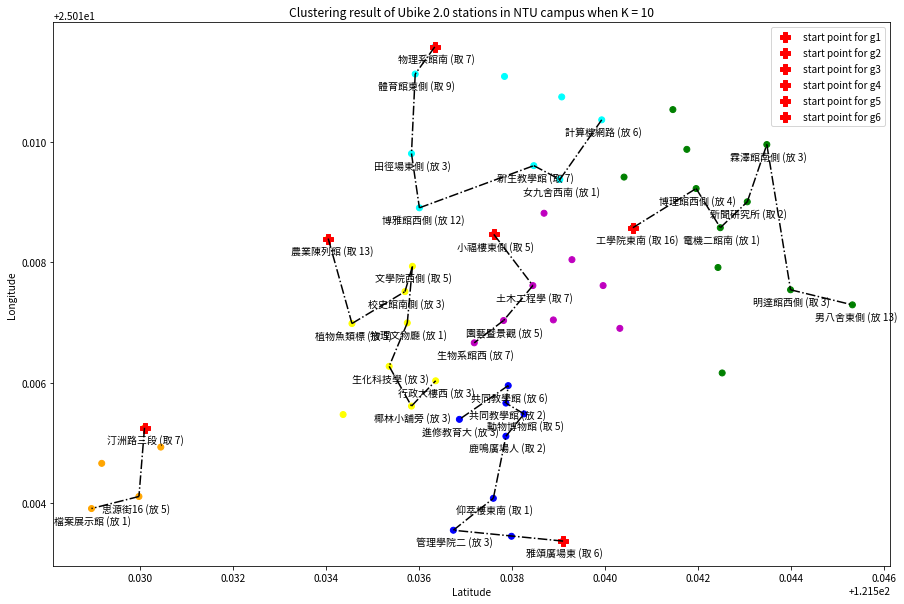 Clustering result of Ubike 2.0 stations in NTU campus when K = 10
+2.501e1
start point for g1
start point for g2
start point for g3
start point for g4
start point for g5
start point for g6
物理系館南 (取 7)
體育館東側 (取 9)
0.010
計算機網路 (放 6)
霖澤館南側 (放 3)
田徑場東側 (放 3)
新生教學館 (取 7)
女九舍西南 (放 1)
博理館西側 (放 4)
新聞研究所 (取 2)
博雅館西側 (放 12)
工學院東南 (取 16)
電機二館南 (放 1)
農業陳列館 (取 13)
小福樓東側 (取 5)
0.008
文學院西側 (取 5)
土木工程學 (取 7)
校史館南側 (放 3)
明達館西側 (取 3)
男八舍東側 (放 13)
植物魚類標
人文物廳 (放 1)
園藝暨景觀 (放 5)
生物系館西 (放 7)
0.006
生化科技學 (放 3)
行政大樓西 (放 3)
共同教學館 (放 6)
共同教學館 (放 2)
椰林小舖旁 (放 3)
動物博物館 (取 5)
進修教育大 (放 3)
汀洲路三段 (取 7)
鹿鳴廣場人 (取 2)
0.004
思源街16 (放 5)
檔案展示館 (放 1)
仰萃樓東南 (取 1)
管理學院二 (放 3)
雅頌廣場東 (取 6)
Longitude
0.030
0.032
0.034
0.036
0.038
0.040
0.042
0.044
0.046
+1.215e2
Latitude